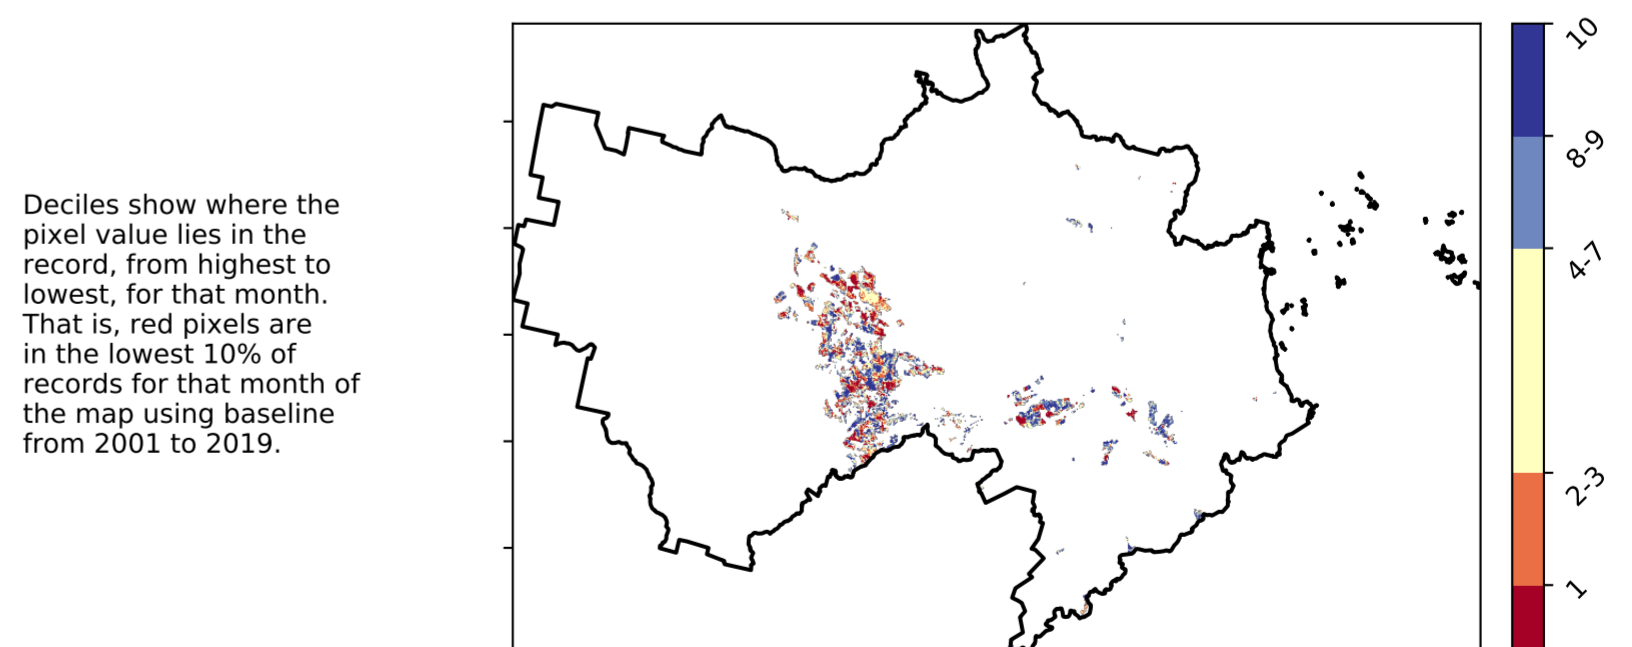 Deciles show where the
pixel value lies in the
record, from highest to
lowest, for that month.
That is, red pixels are
in the lowest 10% of
records for that month of
the map using baseline
from 2001 to 2019.
10
8-9
4-7
2-3
1